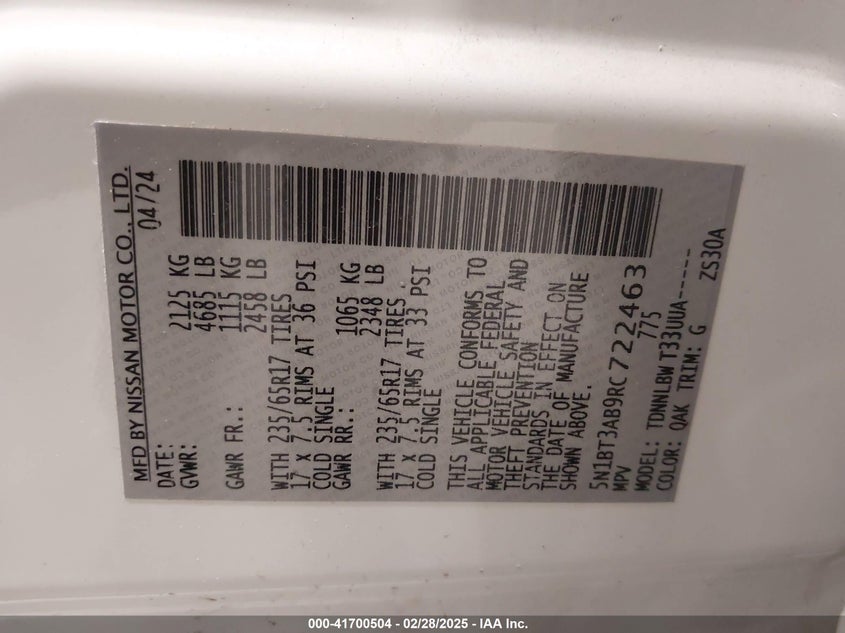 MFD BY NISSAN MOTOR CO., LTD.
DATE: 04/24
GVWR: 2125 KG
4685 LB
GAWR FR.: 1115 KG
2458 LB
WITH 235/65R17 TIRES
17 X 7.5 RIMS AT 36 PSI
COLD SINGLE
GAWR RR.: 1065 KG
2348 LB
WITH 235/65R17 TIRES
17 X 7.5 RIMS AT 33 PSI
COLD SINGLE
THIS VEHICLE CONFORMS TO
ALL APPLICABLE FEDERAL
MOTOR VEHICLE SAFETY AND
THEFT PREVENTION
STANDARDS IN EFFECT ON
THE DATE OF MANUFACTURE
SHOWN ABOVE.
5N1BT3AB9RC722463
MPV 775
MODEL: TDNNLBW T33UUA-----
COLOR: QAK TRIM: G ZS30A
000-41700504 - 02/28/2025 - IAA Inc.